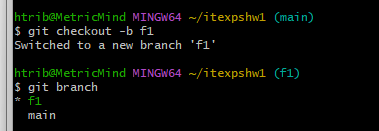 htrib@MetricMind MINGW64 ~/itexpshw1 (main)
$ git checkout -b f1
Switched to a new branch 'f1'
htrib@MetricMind MINGW64 ~/itexpshw1 (f1)
$ git branch
* f1
  main